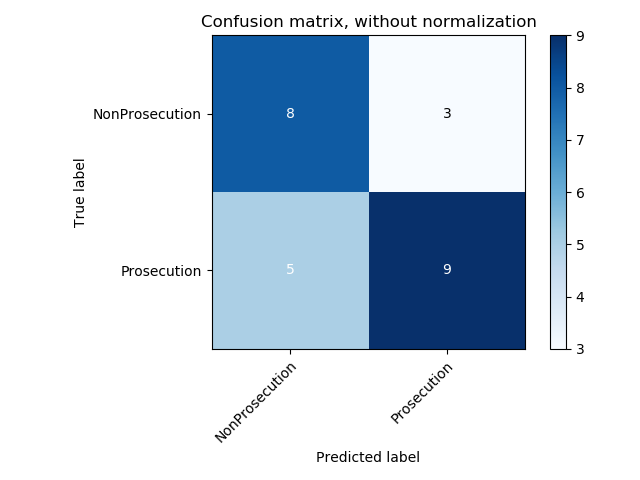 Confusion matrix, without normalization
NonProsecution
8
3
Prosecution
5
9
True label
NonProsecution
Prosecution
Predicted label
9
8
7
6
5
4
3